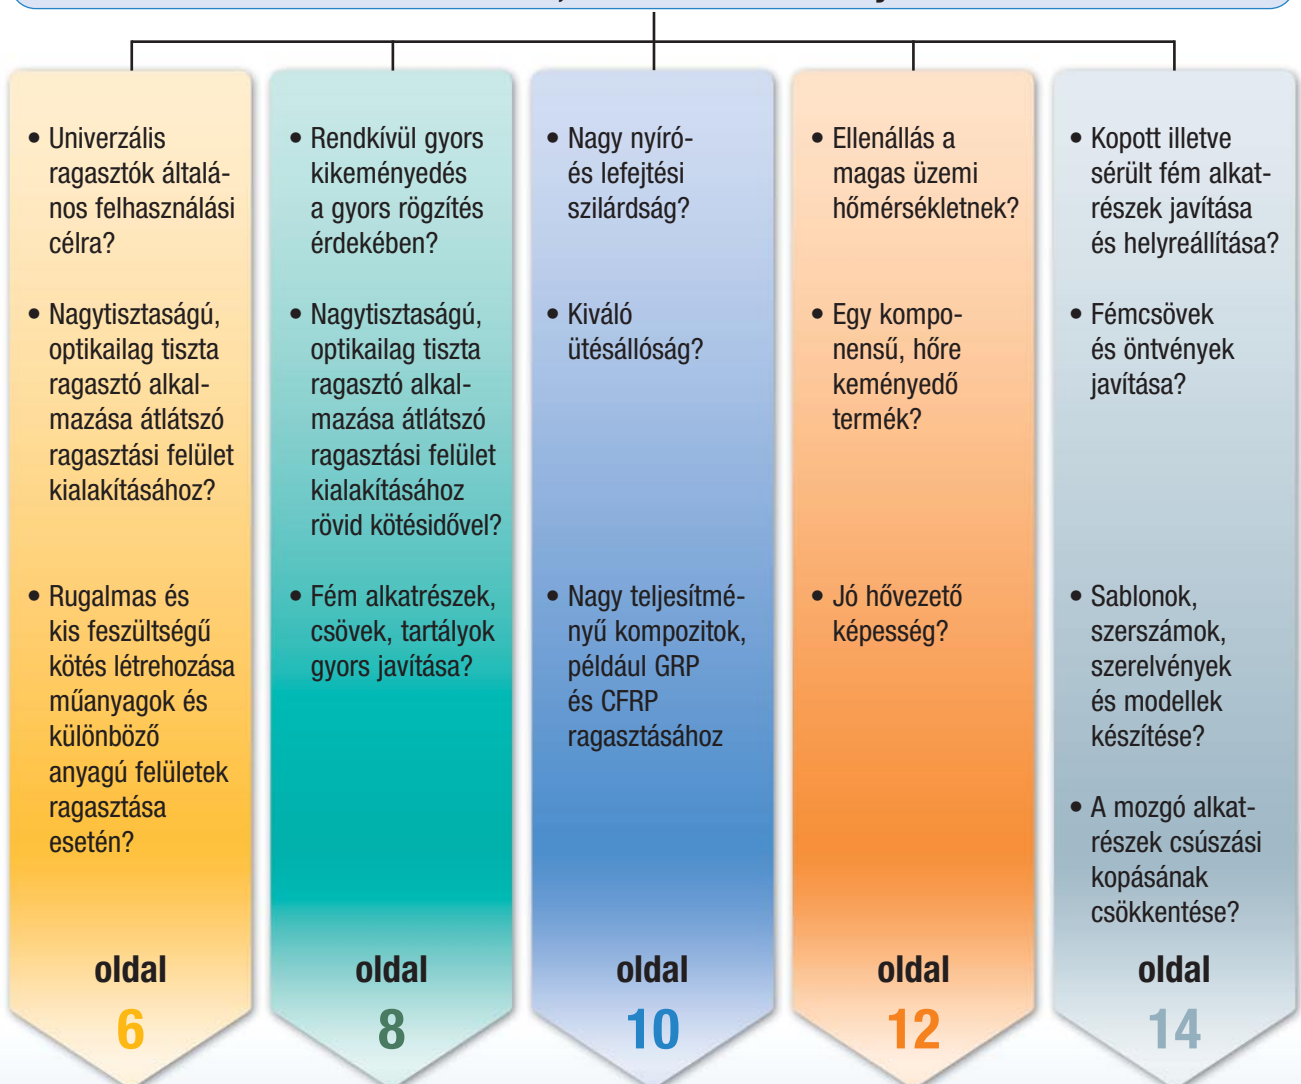 • Univerzális
ragasztók általá-
nos felhasználási
célra?
• Nagytisztaságú,
optikailag tiszta
ragasztó alkal-
mazása átlátszó
ragasztási felület
kialakításához?
• Rugalmas és
kis feszültségű
kötés létrehozása
műanyagok és
különböző
anyagú felületek
ragasztása
esetén?
oldal
6
• Rendkívül gyors
kikeményedés
a gyors rögzítés
érdekében?
• Nagytisztaságú,
optikailag tiszta
ragasztó alkal-
mazása átlátszó
ragasztási felület
kialakításához
rövid kötésidővel?
• Fém alkatrészek,
csövek, tartályok
gyors javítása?
oldal
8
• Nagy nyíró-
és lefejtési
szilárdság?
• Kiváló
ütésállóság?
• Nagy teljesítmé-
nyű kompozitok,
például GRP
és CFRP
ragasztásához
oldal
10
• Ellenállás a
magas üzemi
hőmérsékletnek?
• Egy kompo-
nensű, hőre
keményedő
termék?
• Jó hővezető
képesség?
oldal
12
• Kopott illetve
sérült fém alkat-
részek javítása
és helyreállítása?
• Fémcsövek
és öntvények
javítása?
• Sablonok,
szerszámok,
szerelvények
és modellek
készítése?
• A mozgó alkat-
részek csúszási
kopásának
csökkentése?
oldal
14